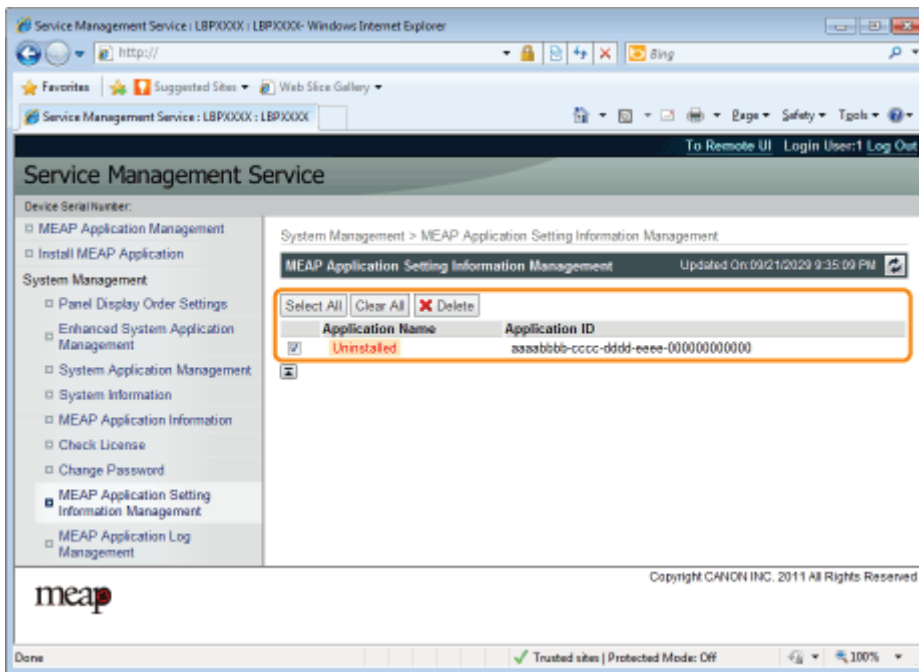 Service Management Service : LBPXXXX : LBPXXXX- Windows Internet Explorer
http://
Bing
Favorites Suggested Sites Web Slice Gallery
Service Management Service : LBPXXXX : LBPXXXX
Page Safety Tools
To Remote UI Login User:1 Log Out
Service Management Service
Device Serial Number:
MEAP Application Management
Install MEAP Application
System Management
Panel Display Order Settings
Enhanced System Application
Management
System Application Management
System Information
MEAP Application Information
Check License
Change Password
MEAP Application Setting
Information Management
MEAP Application Log
Management
System Management > MEAP Application Setting Information Management
MEAP Application Setting Information Management Updated On:09/21/2029 9:35:09 PM
Select All Clear All Delete
Application Name Application ID
Uninstalled aaaabbbb-cccc-dddd-eeee-000000000000
Copyright CANON INC. 2011 All Rights Reserved
meap
Done Trusted sites | Protected Mode: Off 100%